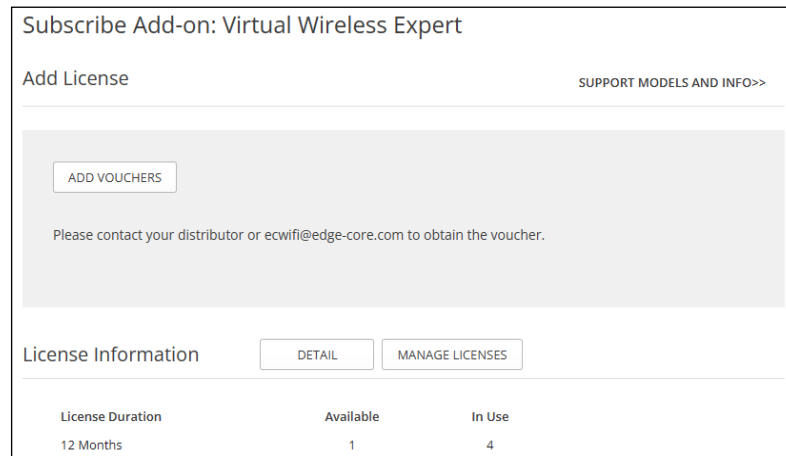 Subscribe Add-on: Virtual Wireless Expert
Add License
SUPPORT MODELS AND INFO>>
ADD VOUCHERS
Please contact your distributor or ecwifi@edge-core.com to obtain the voucher.
License Information
DETAIL
MANAGE LICENSES
License Duration Available In Use
12 Months 1 4